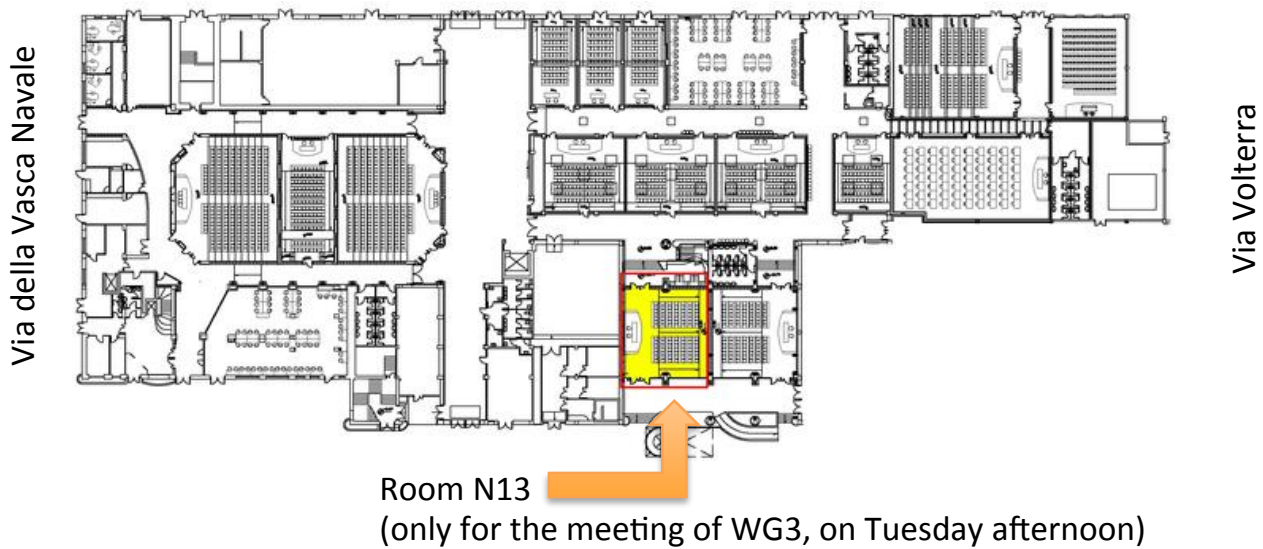 Via della Vasca Navale
Via Volterra
Room N13
(only for the meeting of WG3, on Tuesday afternoon)